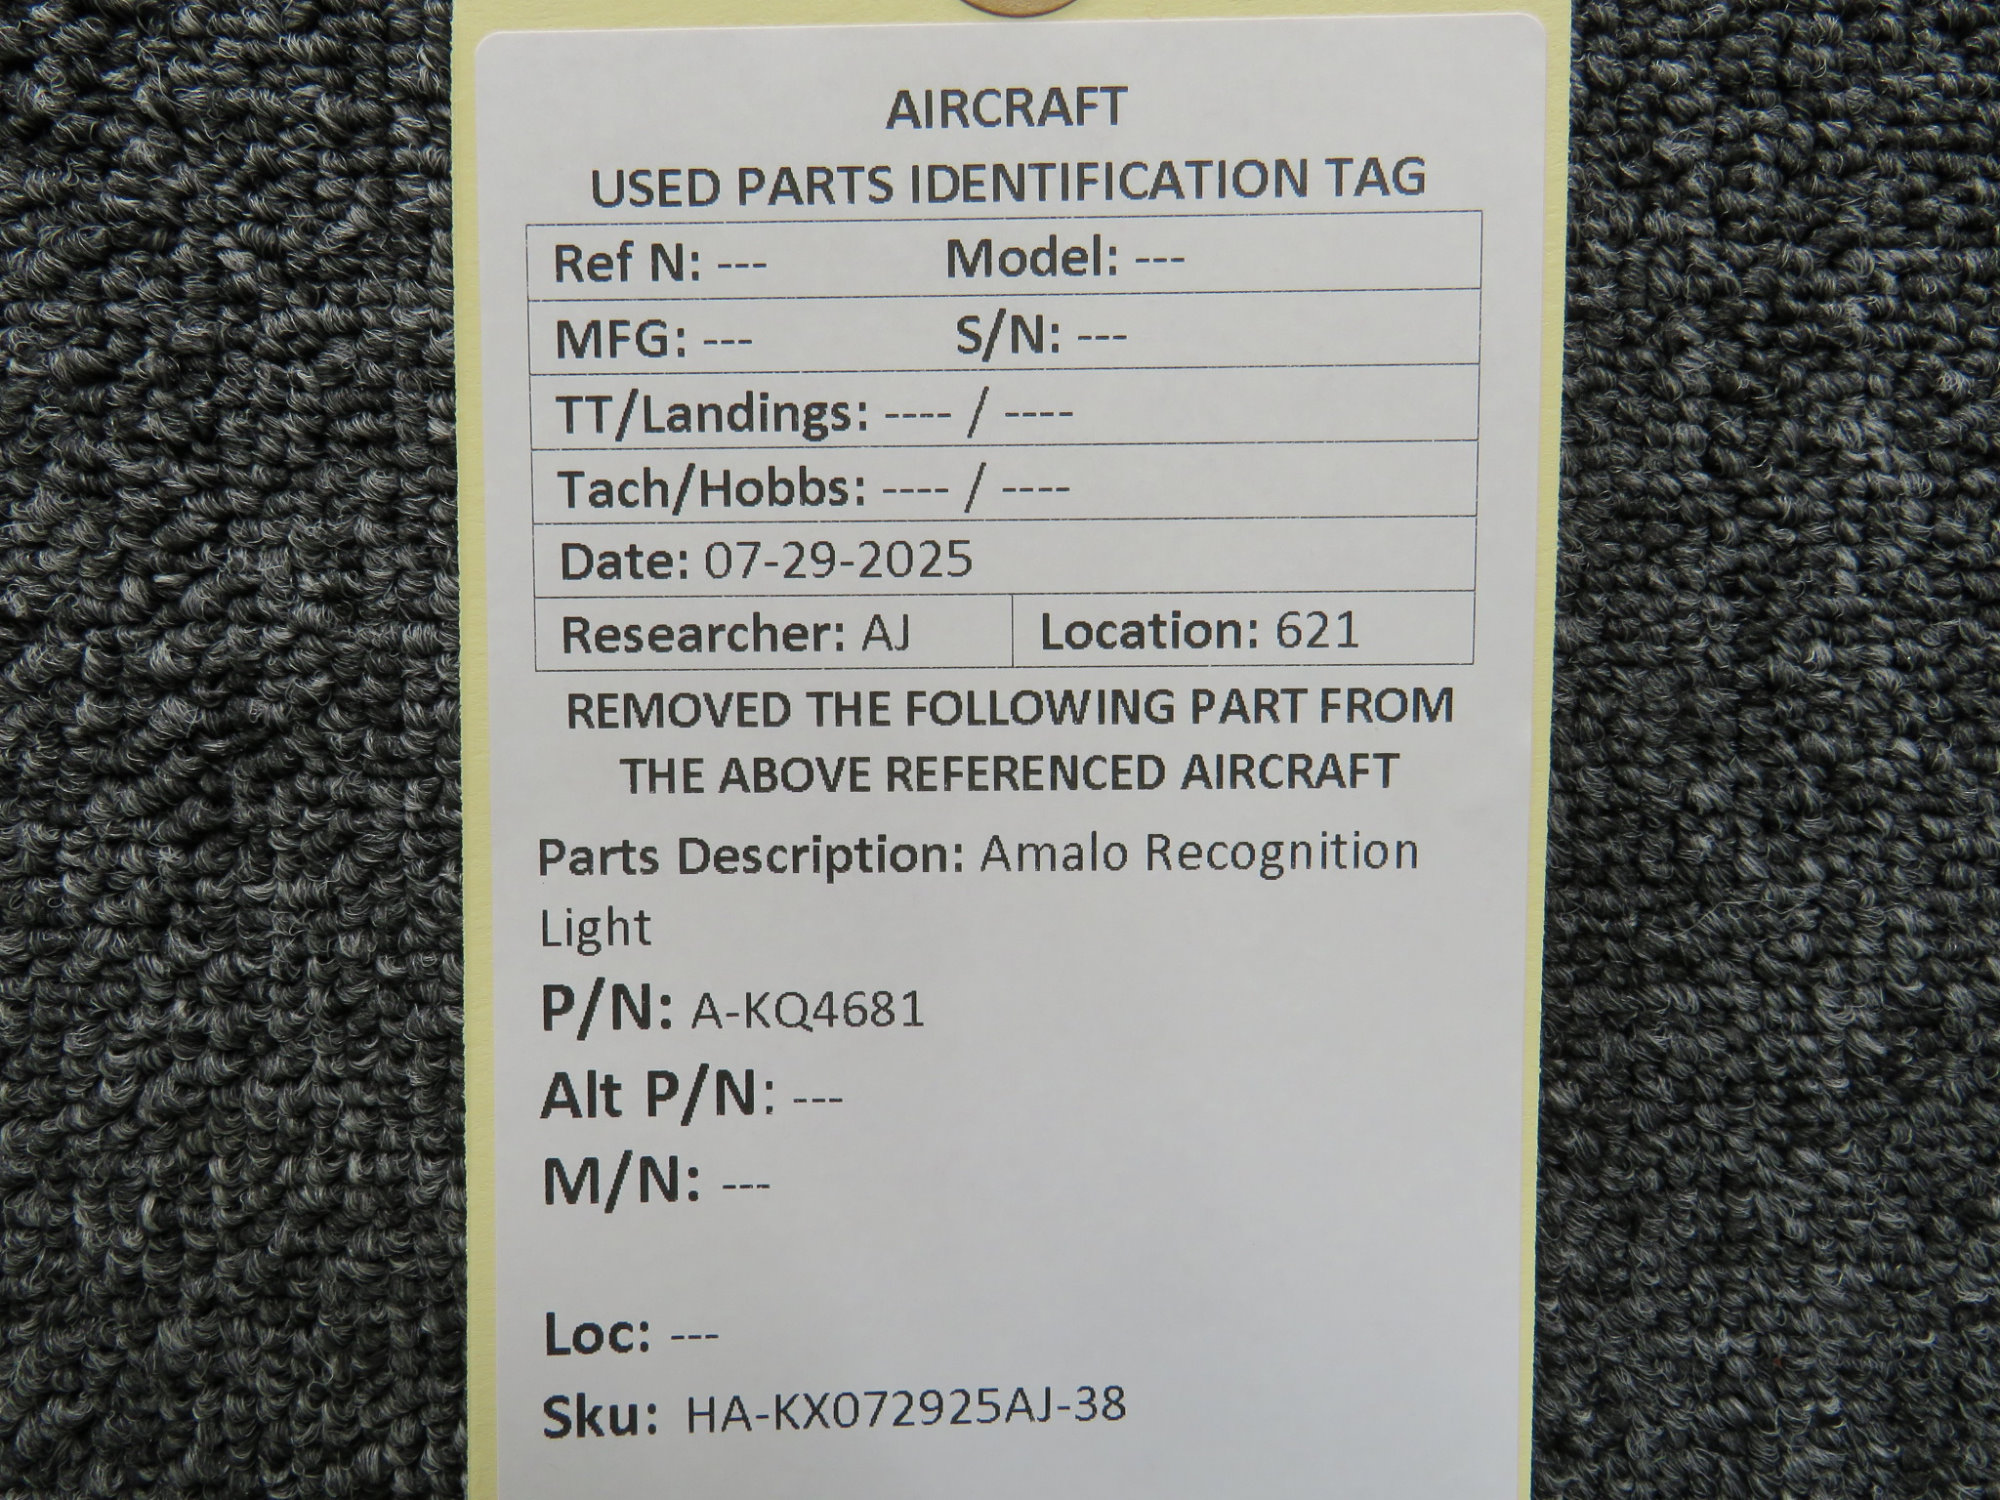 AIRCRAFT
USED PARTS IDENTIFICATION TAG
Ref N: --- Model: ---
MFG: --- S/N: ---
TT/Landings: ---- / ----
Tach/Hobbs: ---- / ----
Date: 07-29-2025
Researcher: AJ Location: 621
REMOVED THE FOLLOWING PART FROM
THE ABOVE REFERENCED AIRCRAFT
Parts Description: Amalo Recognition
Light
P/N: A-KQ4681
Alt P/N: ---
M/N: ---
Loc: ---
Sku: HA-KX072925AJ-38